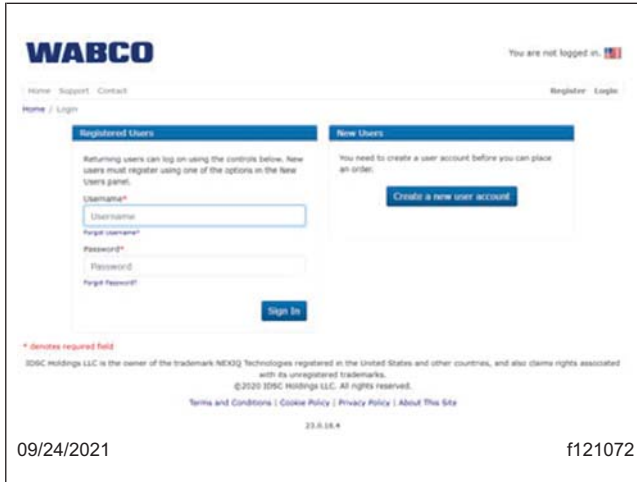 WABCO
You are not logged in.
Home Support Contact
Register Login
Home / Login
Registered Users
Returning users can log on using the controls below. New
users must register using one of the options in the New
Users panel.
Username*
Username
Forgot Username?
Password*
Password
Forgot Password?
Sign In
New Users
You need to create a user account before you can place
an order.
Create a new user account
* denotes required field
IDSC Holdings LLC is the owner of the trademark NEXIQ Technologies registered in the United States and other countries, and also claims rights associated
with its unregistered trademarks.
©2020 IDSC Holdings LLC. All rights reserved.
Terms and Conditions | Cookie Policy | Privacy Policy | About This Site
23.0.16.4
09/24/2021
f121072